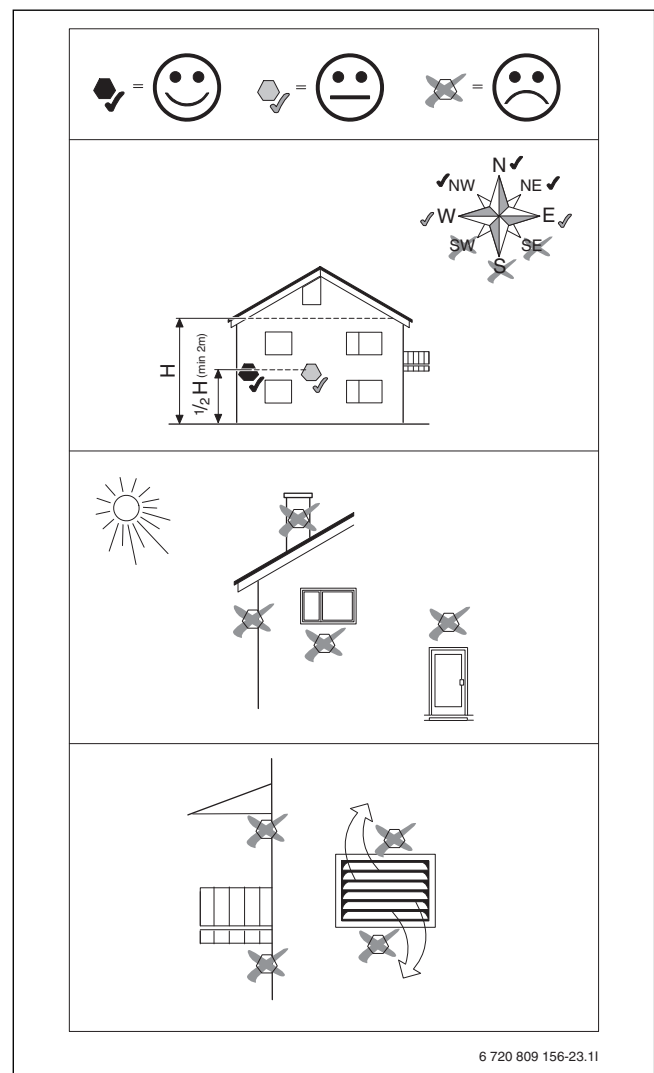 = = =
N
NW NE
W E
SW SE
S
H
1/2 H (min 2m)
6 720 809 156-23.1I